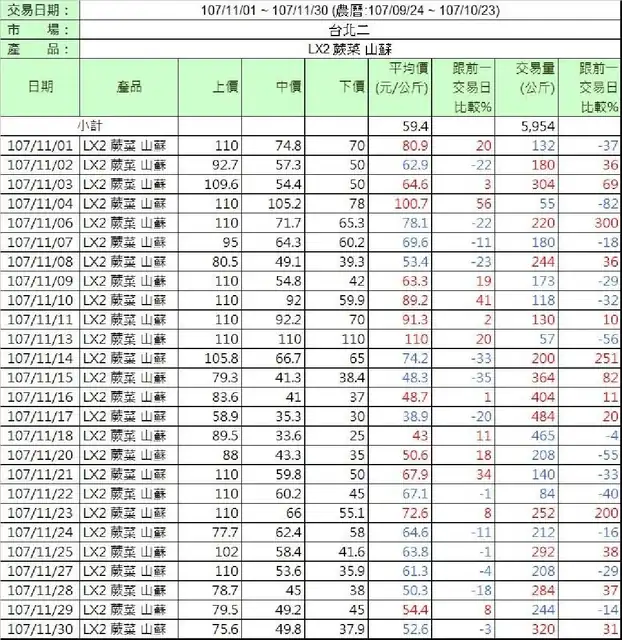 交易日期： 107/11/01 ~ 107/11/30 (農曆:107/09/24 ~ 107/10/23)
市 場： 台北二
產 品： LX2 蕨菜 山蘇
日期 產品 上價 中價 下價 平均價(元/公斤) 跟前一交易日比較% 交易量(公斤) 跟前一交易日比較%
小計 59.4 5,954
107/11/01 LX2 蕨菜 山蘇 110 74.8 70 80.9 20 132 -37
107/11/02 LX2 蕨菜 山蘇 92.7 57.3 50 62.9 -22 180 36
107/11/03 LX2 蕨菜 山蘇 109.6 54.4 50 64.6 3 304 69
107/11/04 LX2 蕨菜 山蘇 110 105.2 78 100.7 56 55 -82
107/11/06 LX2 蕨菜 山蘇 110 71.7 65.3 78.1 -22 220 300
107/11/07 LX2 蕨菜 山蘇 95 64.3 60.2 69.6 -11 180 -18
107/11/08 LX2 蕨菜 山蘇 80.5 49.1 39.3 53.4 -23 244 36
107/11/09 LX2 蕨菜 山蘇 110 54.8 42 63.3 19 173 -29
107/11/10 LX2 蕨菜 山蘇 110 92 59.9 89.2 41 118 -32
107/11/11 LX2 蕨菜 山蘇 110 92.2 70 91.3 2 130 10
107/11/13 LX2 蕨菜 山蘇 110 110 110 110 20 57 -56
107/11/14 LX2 蕨菜 山蘇 105.8 66.7 65 74.2 -33 200 251
107/11/15 LX2 蕨菜 山蘇 79.3 41.3 38.4 48.3 -35 364 82
107/11/16 LX2 蕨菜 山蘇 83.6 41 37 48.7 1 404 11
107/11/17 LX2 蕨菜 山蘇 58.9 35.3 30 38.9 -20 484 20
107/11/18 LX2 蕨菜 山蘇 89.5 33.6 25 43 11 465 -4
107/11/20 LX2 蕨菜 山蘇 88 43.3 35 50.6 18 208 -55
107/11/21 LX2 蕨菜 山蘇 110 59.8 50 67.9 34 140 -33
107/11/22 LX2 蕨菜 山蘇 110 60.2 45 67.1 -1 84 -40
107/11/23 LX2 蕨菜 山蘇 110 66 55.1 72.6 8 252 200
107/11/24 LX2 蕨菜 山蘇 77.7 62.4 58 64.6 -11 212 -16
107/11/25 LX2 蕨菜 山蘇 102 58.4 41.6 63.8 -1 292 38
107/11/27 LX2 蕨菜 山蘇 110 53.6 35.9 61.3 -4 208 -29
107/11/28 LX2 蕨菜 山蘇 78.7 45 38 50.3 -18 284 37
107/11/29 LX2 蕨菜 山蘇 79.5 49.2 45 54.4 8 244 -14
107/11/30 LX2 蕨菜 山蘇 75.6 49.8 37.9 52.6 -3 320 31